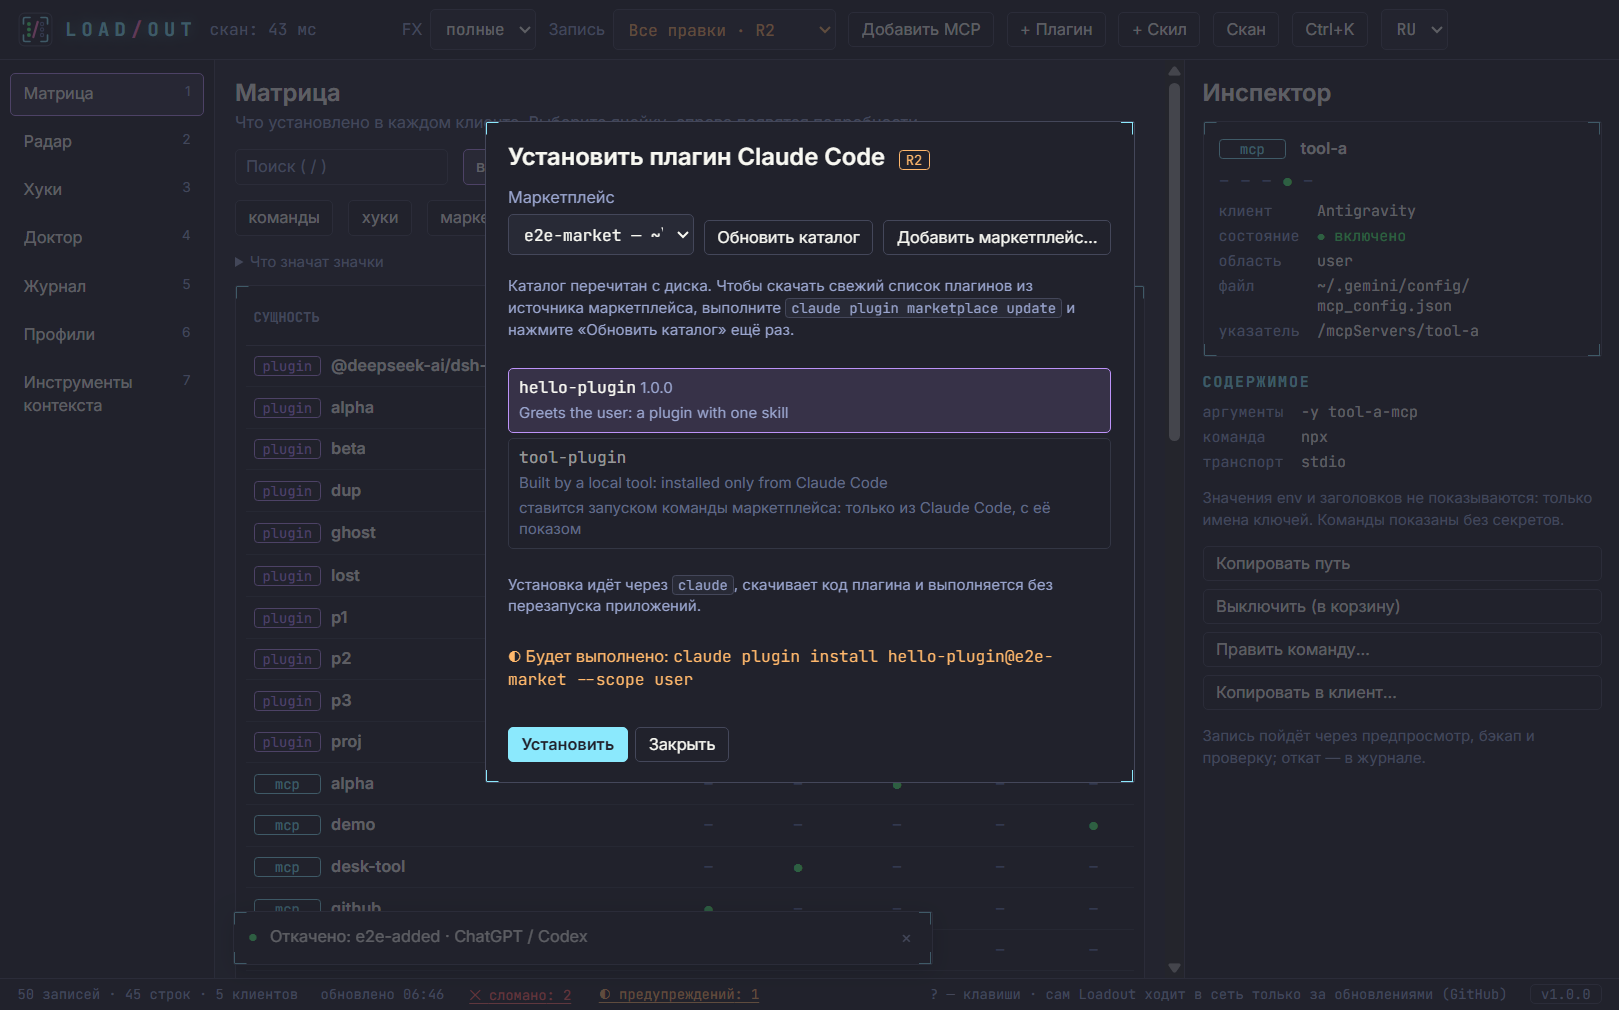 LOAD/OUT скан: 43 мс FX полные Запись Все правки · R2 Добавить MCP + Плагин + Скил Скан Ctrl+K RU
Матрица 1
Радар 2
Хуки 3
Доктор 4
Журнал 5
Профили 6
Инструменты контекста 7
Матрица
Поиск ( / )
команды хуки
Что значат значки
СУЩНОСТЬ
plugin @deepseek-ai/dsh-
plugin alpha
plugin beta
plugin dup
plugin ghost
plugin lost
plugin p1
plugin p2
plugin p3
plugin proj
mcp alpha — — — —
mcp demo — — — —
mcp desk-tool — — — —
mcp github — — — —
Установить плагин Claude Code R2
Маркетплейс
e2e-market — ~ Обновить каталог Добавить маркетплейс...
Каталог перечитан с диска. Чтобы скачать свежий список плагинов из
источника маркетплейса, выполните claude plugin marketplace update и
нажмите «Обновить каталог» ещё раз.
hello-plugin 1.0.0
Greets the user: a plugin with one skill
tool-plugin
Built by a local tool: installed only from Claude Code
ставится запуском команды маркетплейса: только из Claude Code, с её
показом
Установка идёт через claude, скачивает код плагина и выполняется без
перезапуска приложений.
Будет выполнено: claude plugin install hello-plugin@e2e-
market --scope user
Установить Закрыть
Откачено: e2e-added · ChatGPT / Codex ×
Инспектор
mcp tool-a
— — — ● —
клиент Antigravity
состояние ● включено
область user
файл ~/.gemini/config/
mcp_config.json
указатель /mcpServers/tool-a
СОДЕРЖИМОЕ
аргументы -y tool-a-mcp
команда npx
транспорт stdio
Значения env и заголовков не показываются: только
имена ключей. Команды показаны без секретов.
Копировать путь
Выключить (в корзину)
Править команду...
Копировать в клиент...
Запись пойдёт через предпросмотр, бэкап и
проверку; откат — в журнале.
50 записей · 45 строк · 5 клиентов обновлено 06:46 × сломано: 2 предупреждений: 1 ? — клавиши · сам Loadout ходит в сеть только за обновлениями (GitHub) v1.0.0